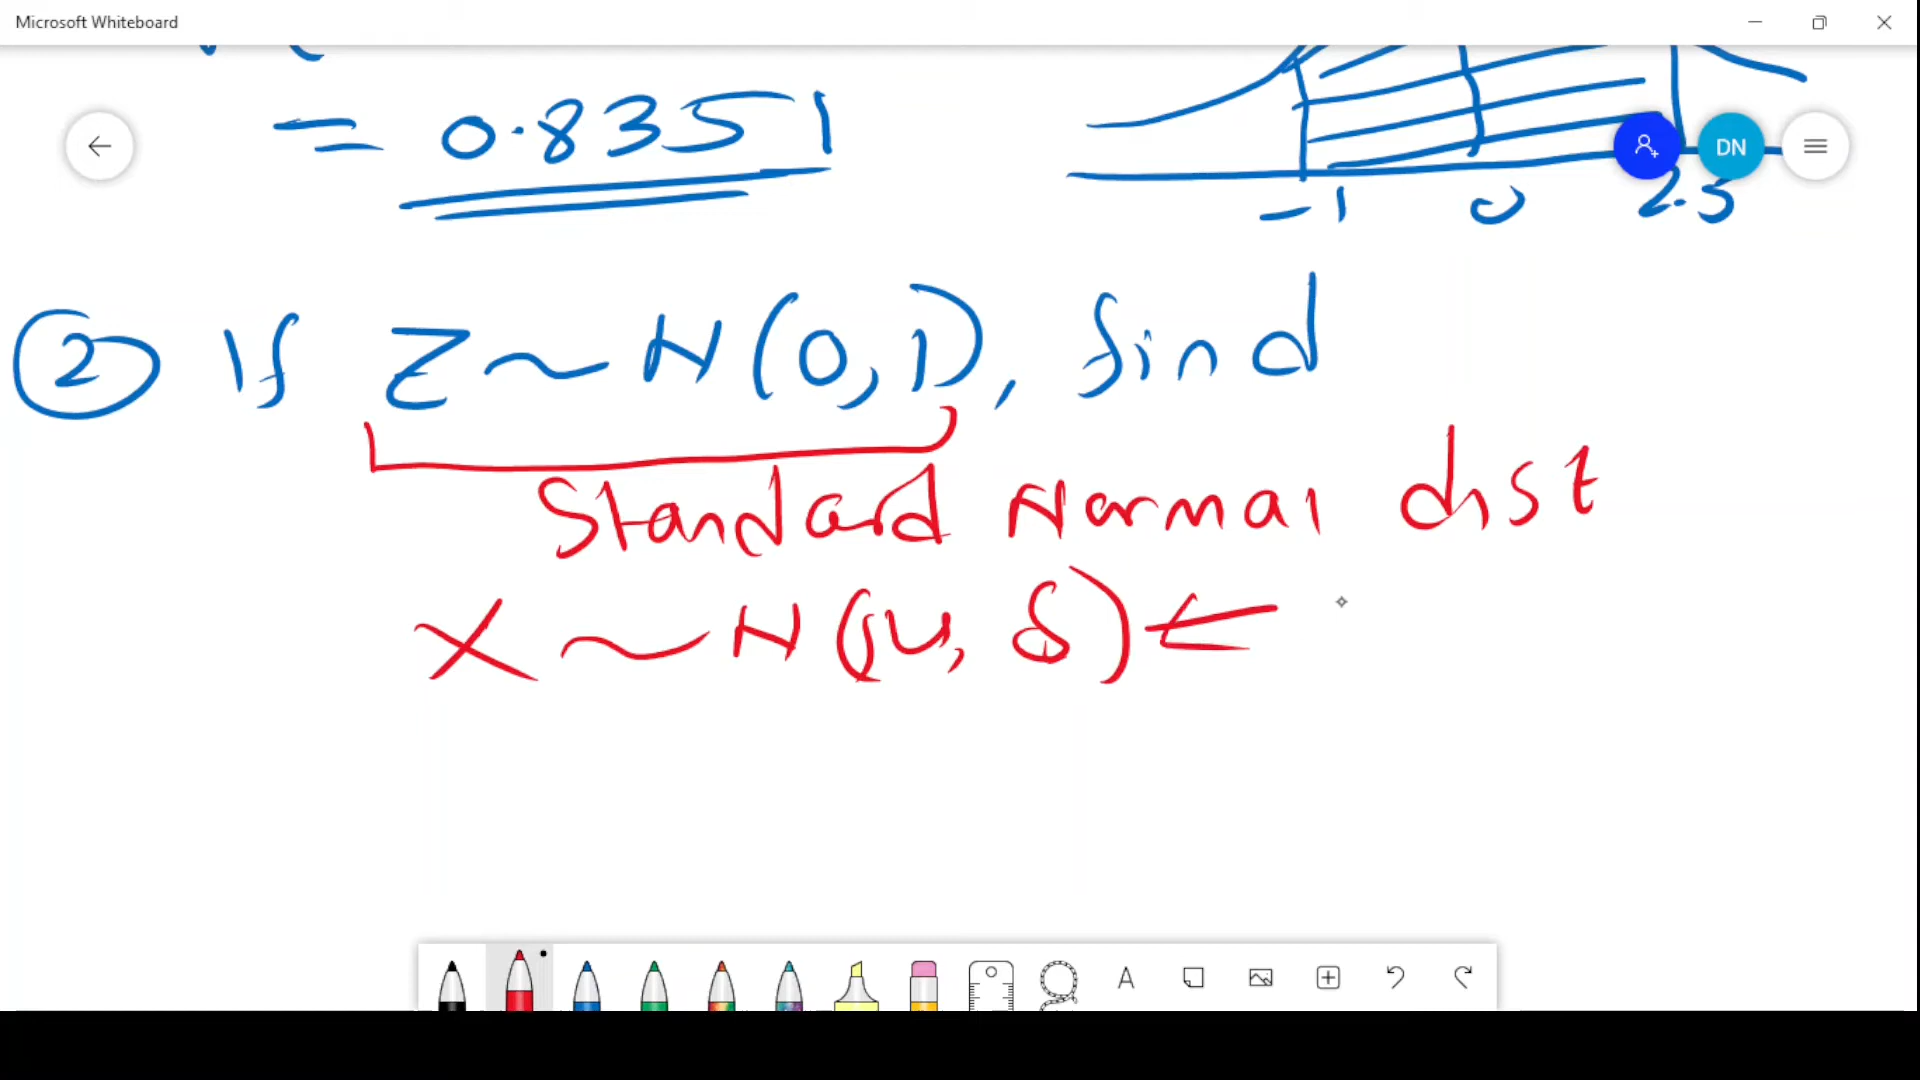 Microsoft Whiteboard
= 0.8351
-1 0 2.5
DN
② If Z ~ N(0,1), find
Standard Normal dist
X ~ N(μ, δ) ←
A